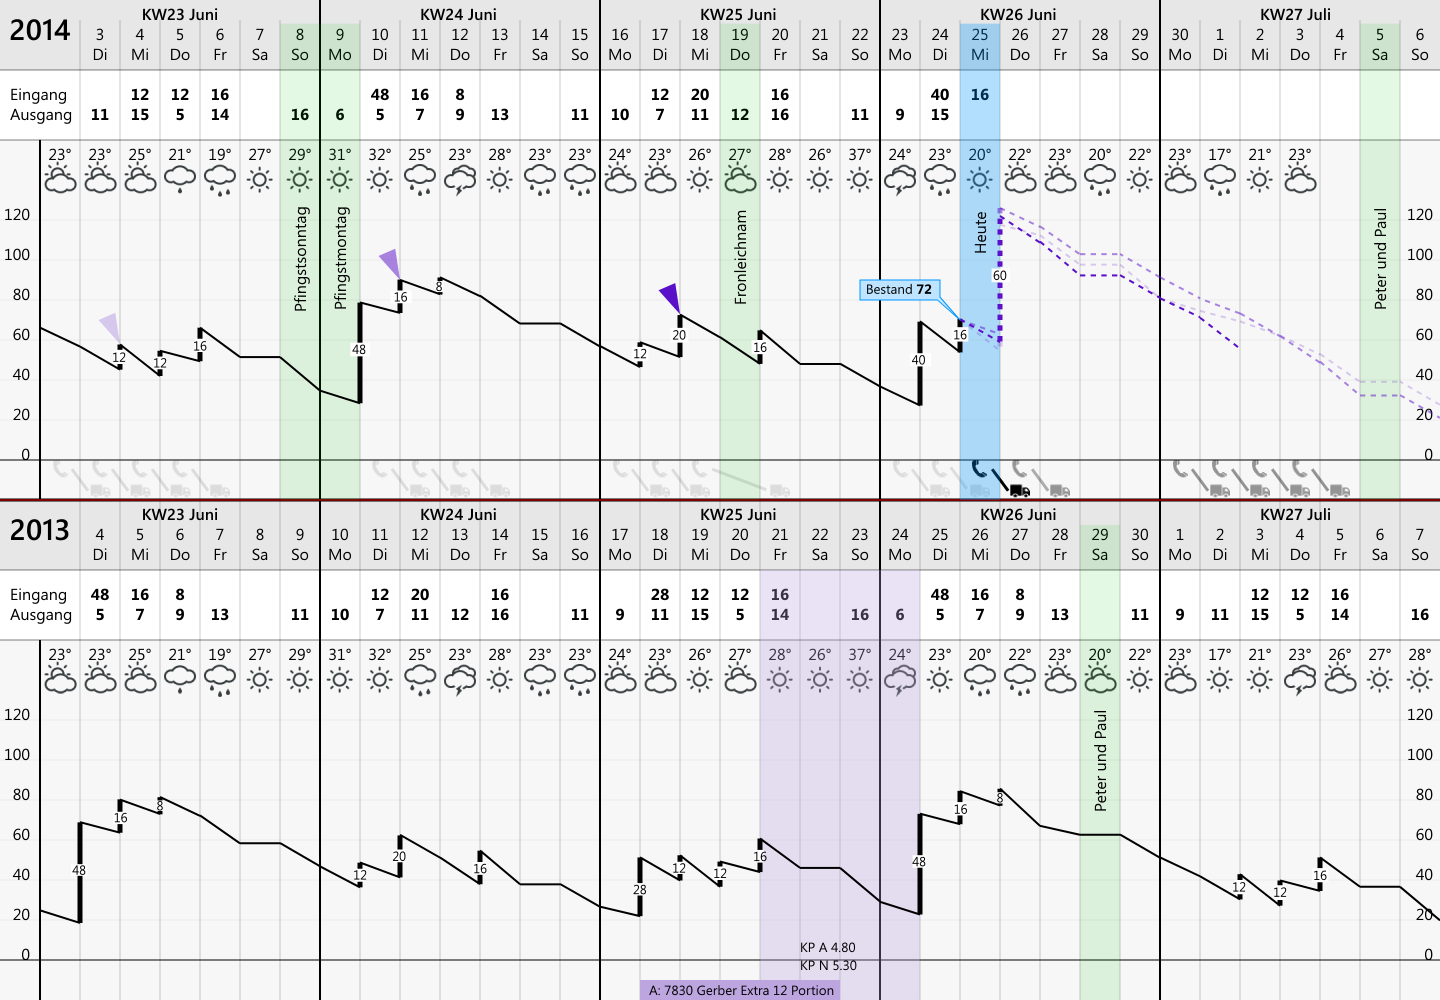 2014
KW23 Juni KW24 Juni KW25 Juni KW26 Juni KW27 Juli
3 4 5 6 7 8 9 10 11 12 13 14 15 16 17 18 19 20 21 22 23 24 25 26 27 28 29 30 1 2 3 4 5 6
Di Mi Do Fr Sa So Mo Di Mi Do Fr Sa So Mo Di Mi Do Fr Sa So Mo Di Mi Do Fr Sa So Mo Di Mi Do Fr Sa So
Eingang 12 12 16 48 16 8 12 20 16 40 16
Ausgang 11 15 5 14 16 6 5 7 9 13 11 10 7 11 12 16 11 9 15
23° 23° 25° 21° 19° 27° 29° 31° 32° 25° 23° 28° 23° 23° 24° 23° 26° 27° 28° 26° 37° 24° 23° 20° 22° 23° 20° 22° 23° 17° 21° 23°
Pfingstsonntag
Pfingstmontag
Fronleichnam
Heute
Peter und Paul
120 120
100 100
80 80
60 60
40 40
20 20
0 0
12 12 16 48 16 8 12 20 16 40 16 60
Bestand 72
2013
KW23 Juni KW24 Juni KW25 Juni KW26 Juni KW27 Juli
4 5 6 7 8 9 10 11 12 13 14 15 16 17 18 19 20 21 22 23 24 25 26 27 28 29 30 1 2 3 4 5 6 7
Di Mi Do Fr Sa So Mo Di Mi Do Fr Sa So Mo Di Mi Do Fr Sa So Mo Di Mi Do Fr Sa So Mo Di Mi Do Fr Sa So
Eingang 48 16 8 12 20 16 28 12 12 16 48 16 8 12 12 16
Ausgang 5 7 9 13 11 10 7 11 12 16 11 9 11 15 5 14 16 6 5 7 9 13 11 9 11 15 5 14 16
23° 23° 25° 21° 19° 27° 29° 31° 32° 25° 23° 28° 23° 23° 24° 23° 26° 27° 28° 26° 37° 24° 23° 20° 22° 23° 20° 22° 23° 17° 21° 23° 26° 27° 28°
Peter und Paul
120 120
100 100
80 80
60 60
40 40
20 20
0 0
48 16 8 12 20 16 28 12 12 16 48 16 8 12 12 16
KP A 4.80
KP N 5.30
A: 7830 Gerber Extra 12 Portion